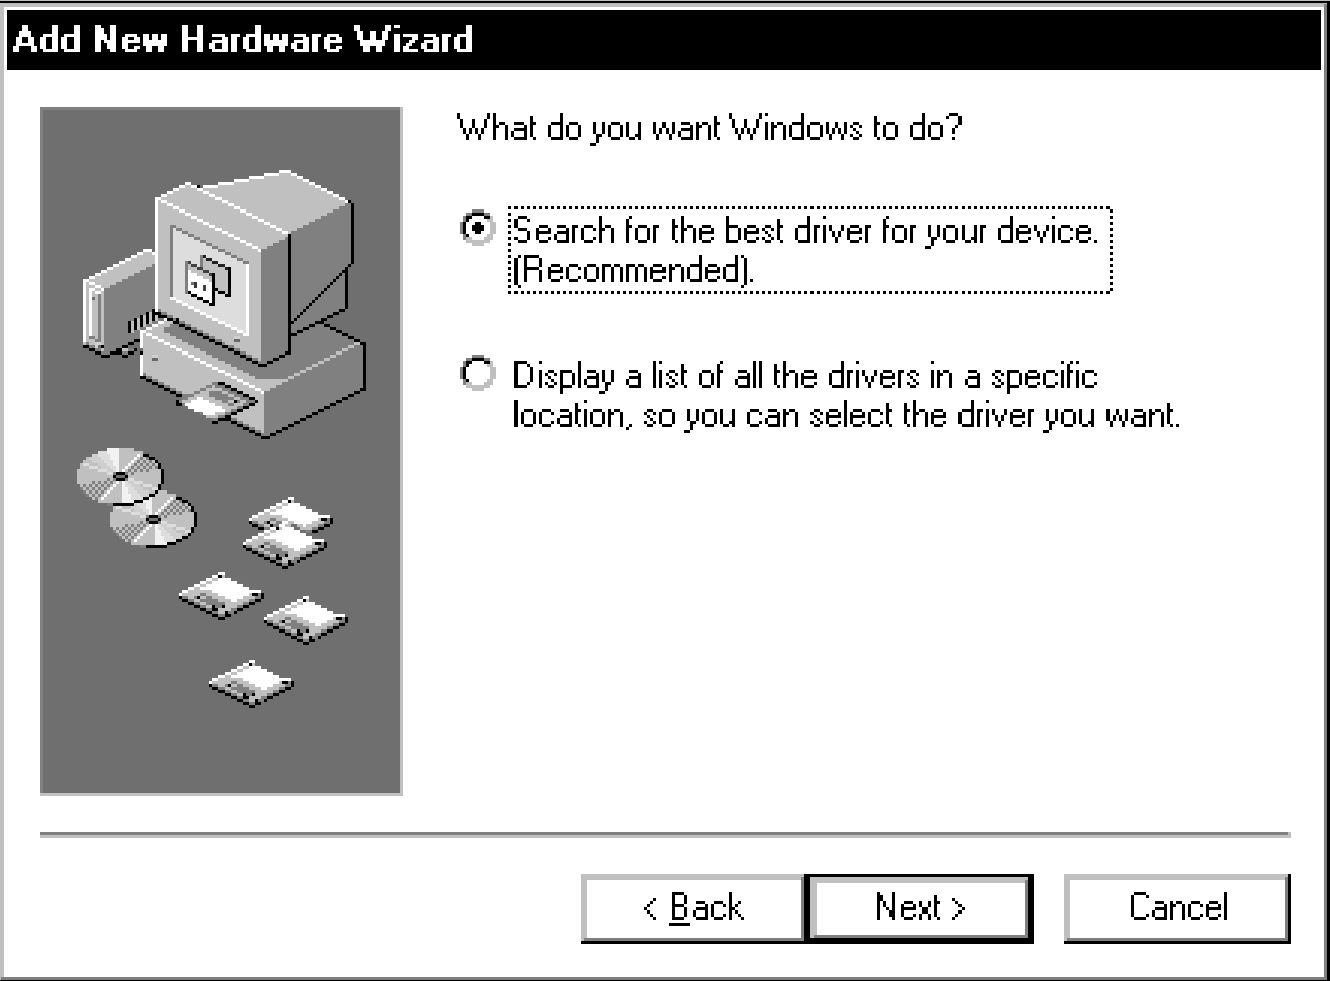 Add New Hardware Wizard
What do you want Windows to do?
Search for the best driver for your device.
(Recommended).
Display a list of all the drivers in a specific
location, so you can select the driver you want.
< Back
Next >
Cancel